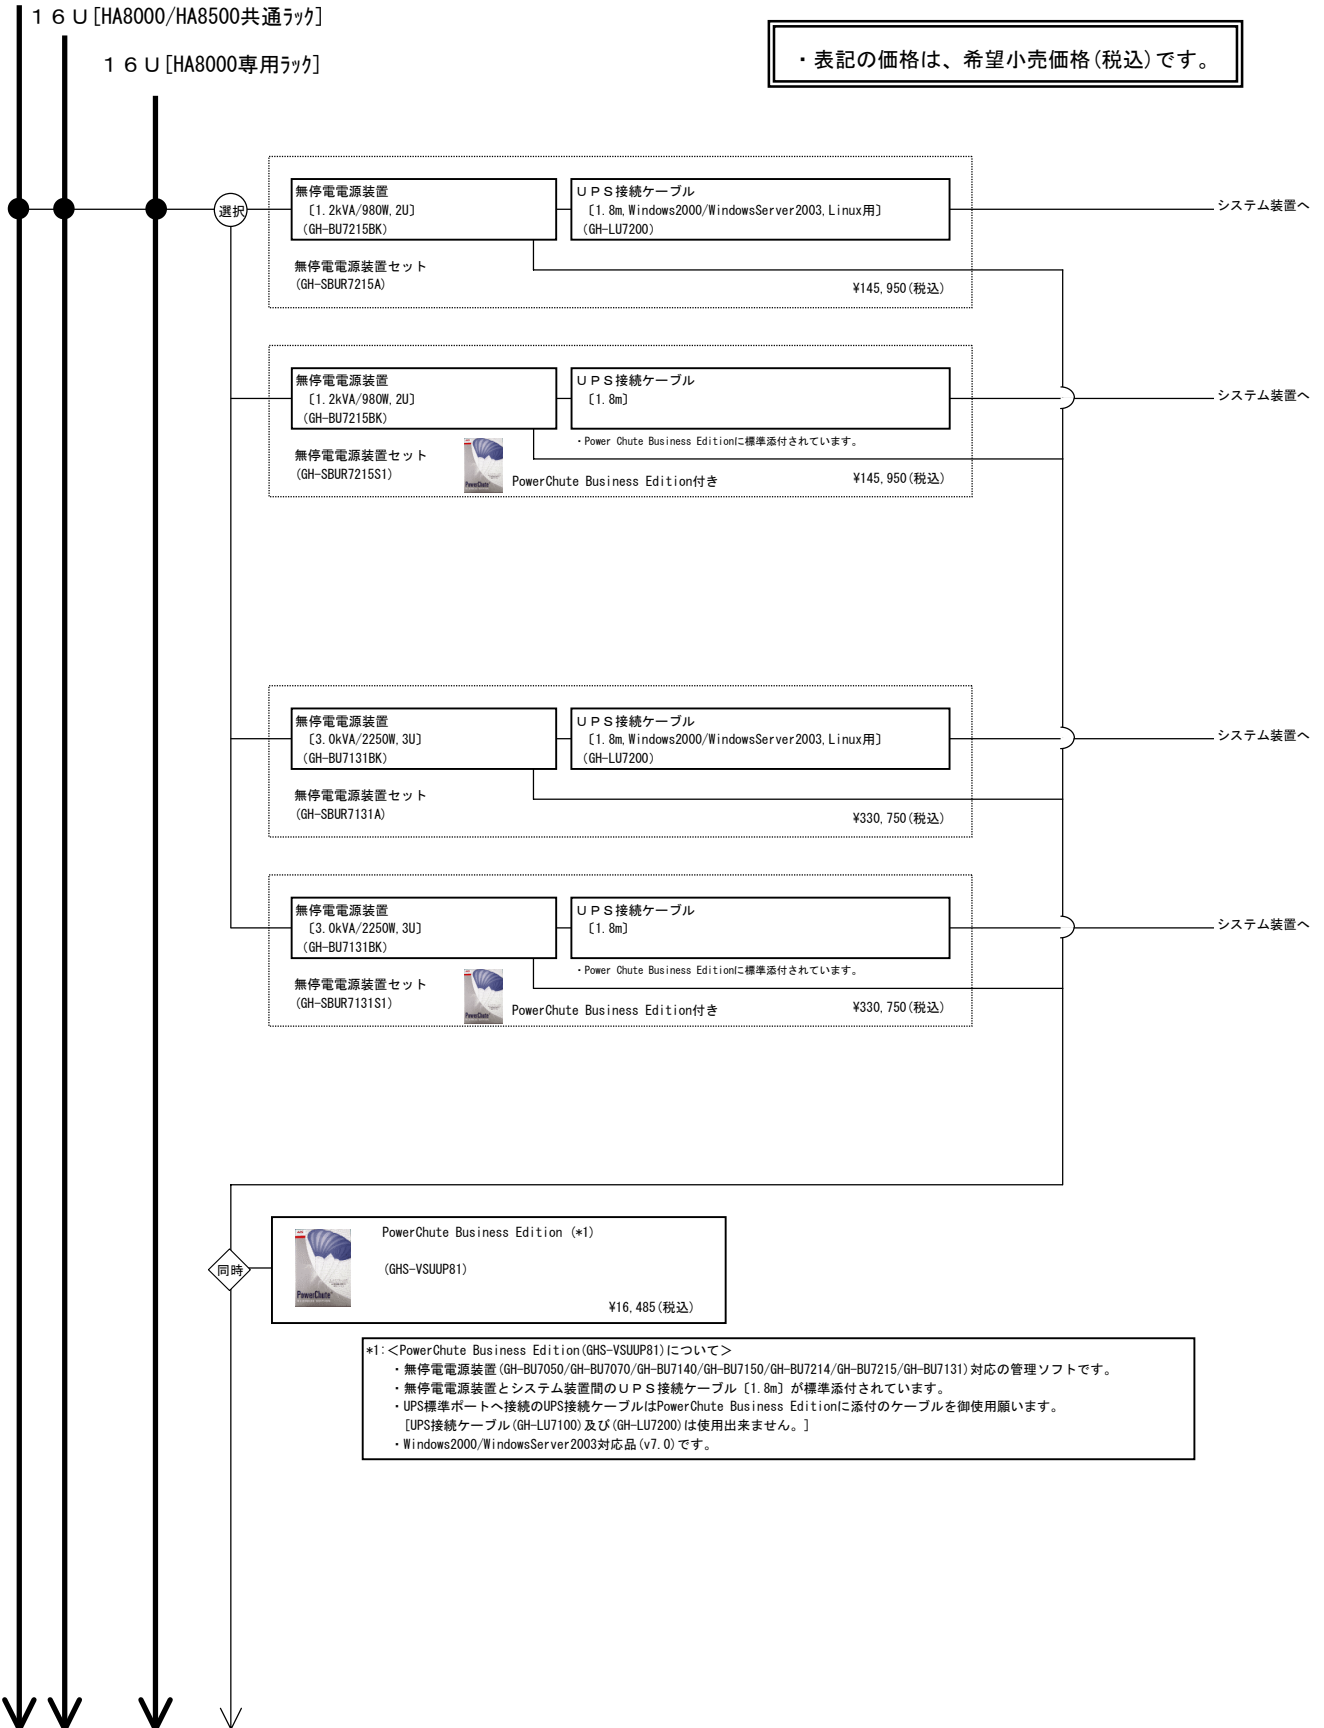 １６Ｕ[HA8000/HA8500共通ﾗｯｸ]
１６Ｕ[HA8000専用ﾗｯｸ]
・表記の価格は、希望小売価格(税込)です。
選択
無停電電源装置
〔1.2kVA/980W,2U〕
(GH-BU7215BK)
ＵＰＳ接続ケーブル
〔1.8m,Windows2000/WindowsServer2003,Linux用〕
(GH-LU7200)
システム装置へ
無停電電源装置セット
(GH-SBUR7215A)
¥145,950(税込)
無停電電源装置
〔1.2kVA/980W,2U〕
(GH-BU7215BK)
ＵＰＳ接続ケーブル
〔1.8m〕
システム装置へ
・Power Chute Business Editionに標準添付されています。
無停電電源装置セット
(GH-SBUR7215S1)
PowerChute
PowerChute Business Edition付き
¥145,950(税込)
無停電電源装置
〔3.0kVA/2250W,3U〕
(GH-BU7131BK)
ＵＰＳ接続ケーブル
〔1.8m,Windows2000/WindowsServer2003,Linux用〕
(GH-LU7200)
システム装置へ
無停電電源装置セット
(GH-SBUR7131A)
¥330,750(税込)
無停電電源装置
〔3.0kVA/2250W,3U〕
(GH-BU7131BK)
ＵＰＳ接続ケーブル
〔1.8m〕
システム装置へ
・Power Chute Business Editionに標準添付されています。
無停電電源装置セット
(GH-SBUR7131S1)
PowerChute
PowerChute Business Edition付き
¥330,750(税込)
同時
PowerChute
PowerChute Business Edition (*1)
(GHS-VSUUP81)
¥16,485(税込)
*1:＜PowerChute Business Edition(GHS-VSUUP81)について＞
・無停電電源装置(GH-BU7050/GH-BU7070/GH-BU7140/GH-BU7150/GH-BU7214/GH-BU7215/GH-BU7131)対応の管理ソフトです。
・無停電電源装置とシステム装置間のＵＰＳ接続ケーブル〔1.8m〕が標準添付されています。
・UPS標準ポートへ接続のUPS接続ケーブルはPowerChute Business Editionに添付のケーブルを御使用願います。
[UPS接続ケーブル(GH-LU7100)及び(GH-LU7200)は使用出来ません。]
・Windows2000/WindowsServer2003対応品(v7.0)です。